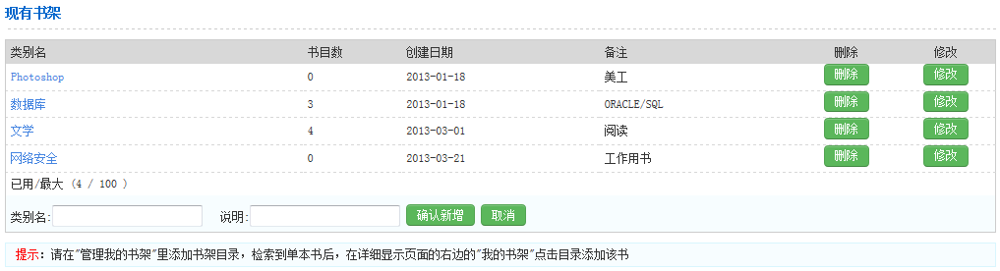 现有书架
类别名 书目数 创建日期 备注 删除 修改
Photoshop 0 2013-01-18 美工 删除 修改
数据库 3 2013-01-18 ORACLE/SQL 删除 修改
文学 4 2013-03-01 阅读 删除 修改
网络安全 0 2013-03-21 工作用书 删除 修改
已用/最大 (4 / 100 )
类别名: 说明: 确认新增 取消
提示：请在"管理我的书架"里添加书架目录，检索到单本书后，在详细显示页面的右边的"我的书架"点击目录添加该书